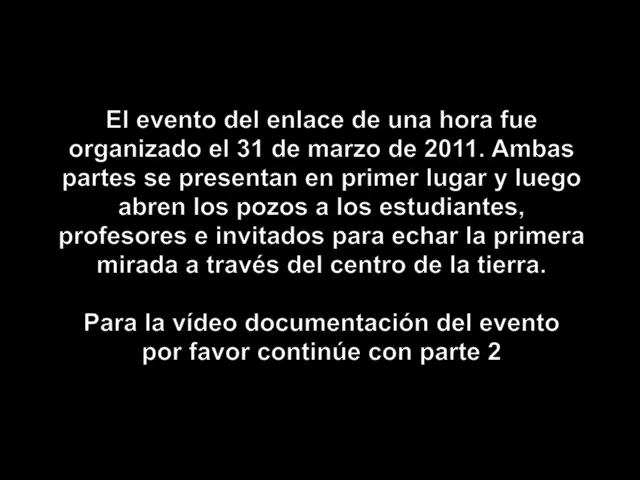 El evento del enlace de una hora fue
organizado el 31 de marzo de 2011. Ambas
partes se presentan en primer lugar y luego
abren los pozos a los estudiantes,
profesores e invitados para echar la primera
mirada a través del centro de la tierra.
Para la vídeo documentación del evento
por favor continúe con parte 2